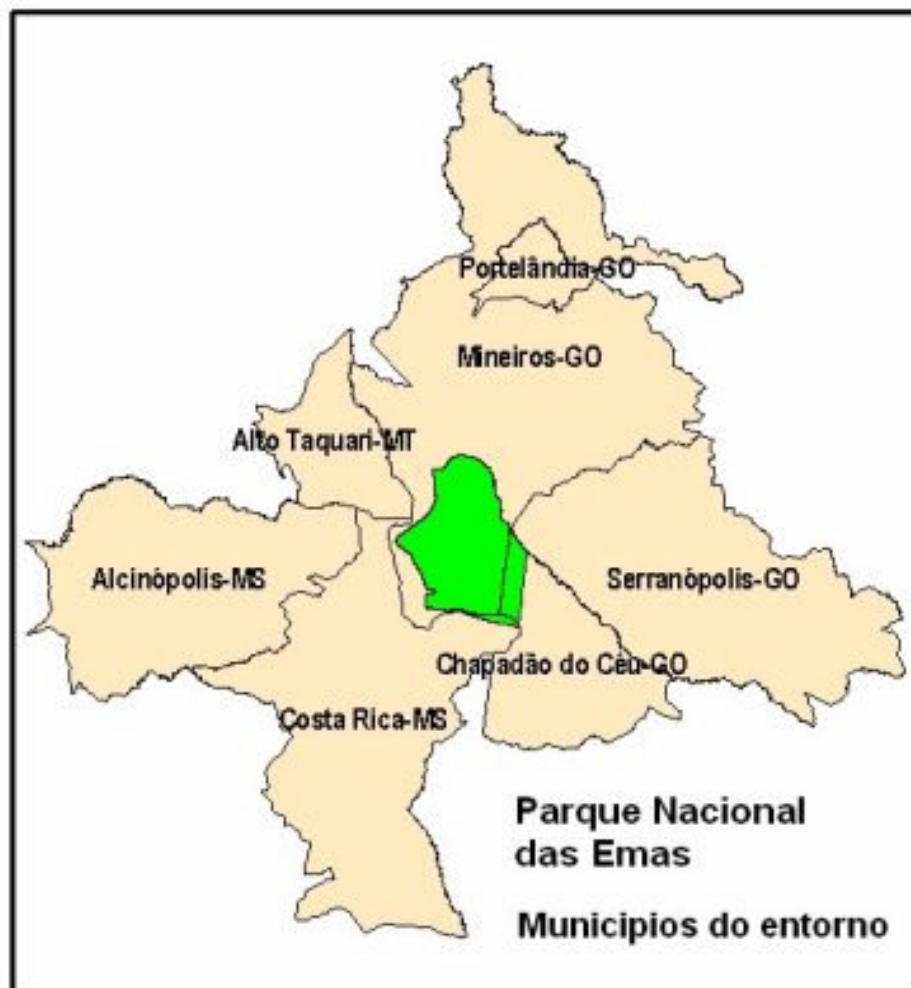 Portelândia-GO
Mineiros-GO
Alto Taquari-MT
Alcinópolis-MS
Serranópolis-GO
Chapadão do Céu-GO
Costa Rica-MS
Parque Nacional
das Emas
Municipios do entorno